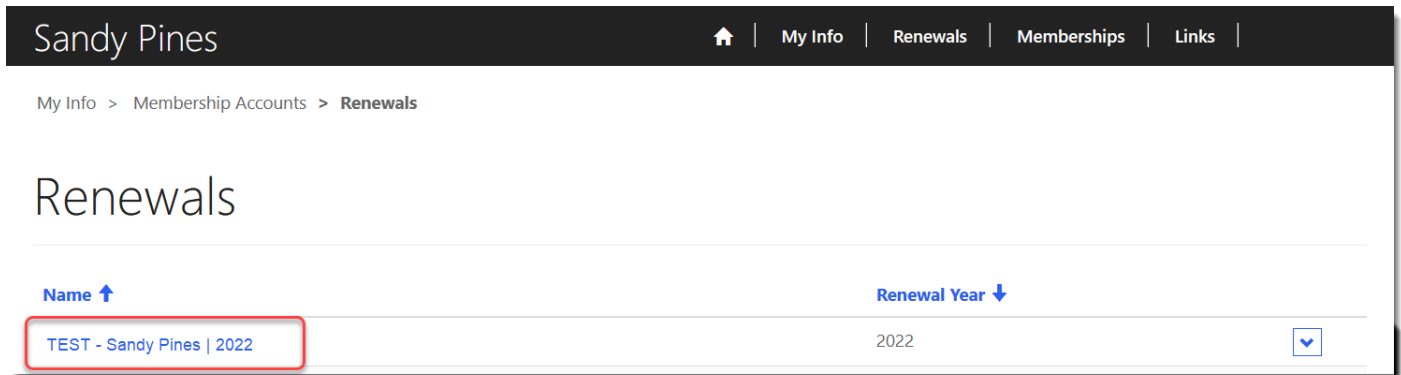 Sandy Pines
My Info | Renewals | Memberships | Links |
My Info > Membership Accounts > Renewals
Renewals
Name Renewal Year
TEST - Sandy Pines | 2022 2022